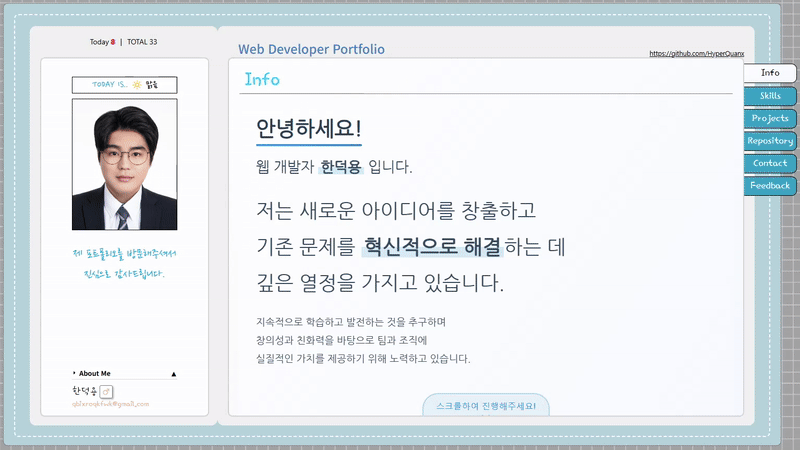 Today 8 | TOTAL 33
TODAY IS.. 맑음
제 포트폴리오를 방문해주셔서
진심으로 감사드립니다.
About Me ▲
한덕용
Web Developer Portfolio
https://github.com/HyperQuanx
Info
안녕하세요!
웹 개발자 한덕용 입니다.
저는 새로운 아이디어를 창출하고
기존 문제를 혁신적으로 해결하는 데
깊은 열정을 가지고 있습니다.
지속적으로 학습하고 발전하는 것을 추구하며
창의성과 친화력을 바탕으로 팀과 조직에
실질적인 가치를 제공하기 위해 노력하고 있습니다.
스크롤하여 진행해주세요!
Info
Skills
Projects
Repository
Contact
Feedback